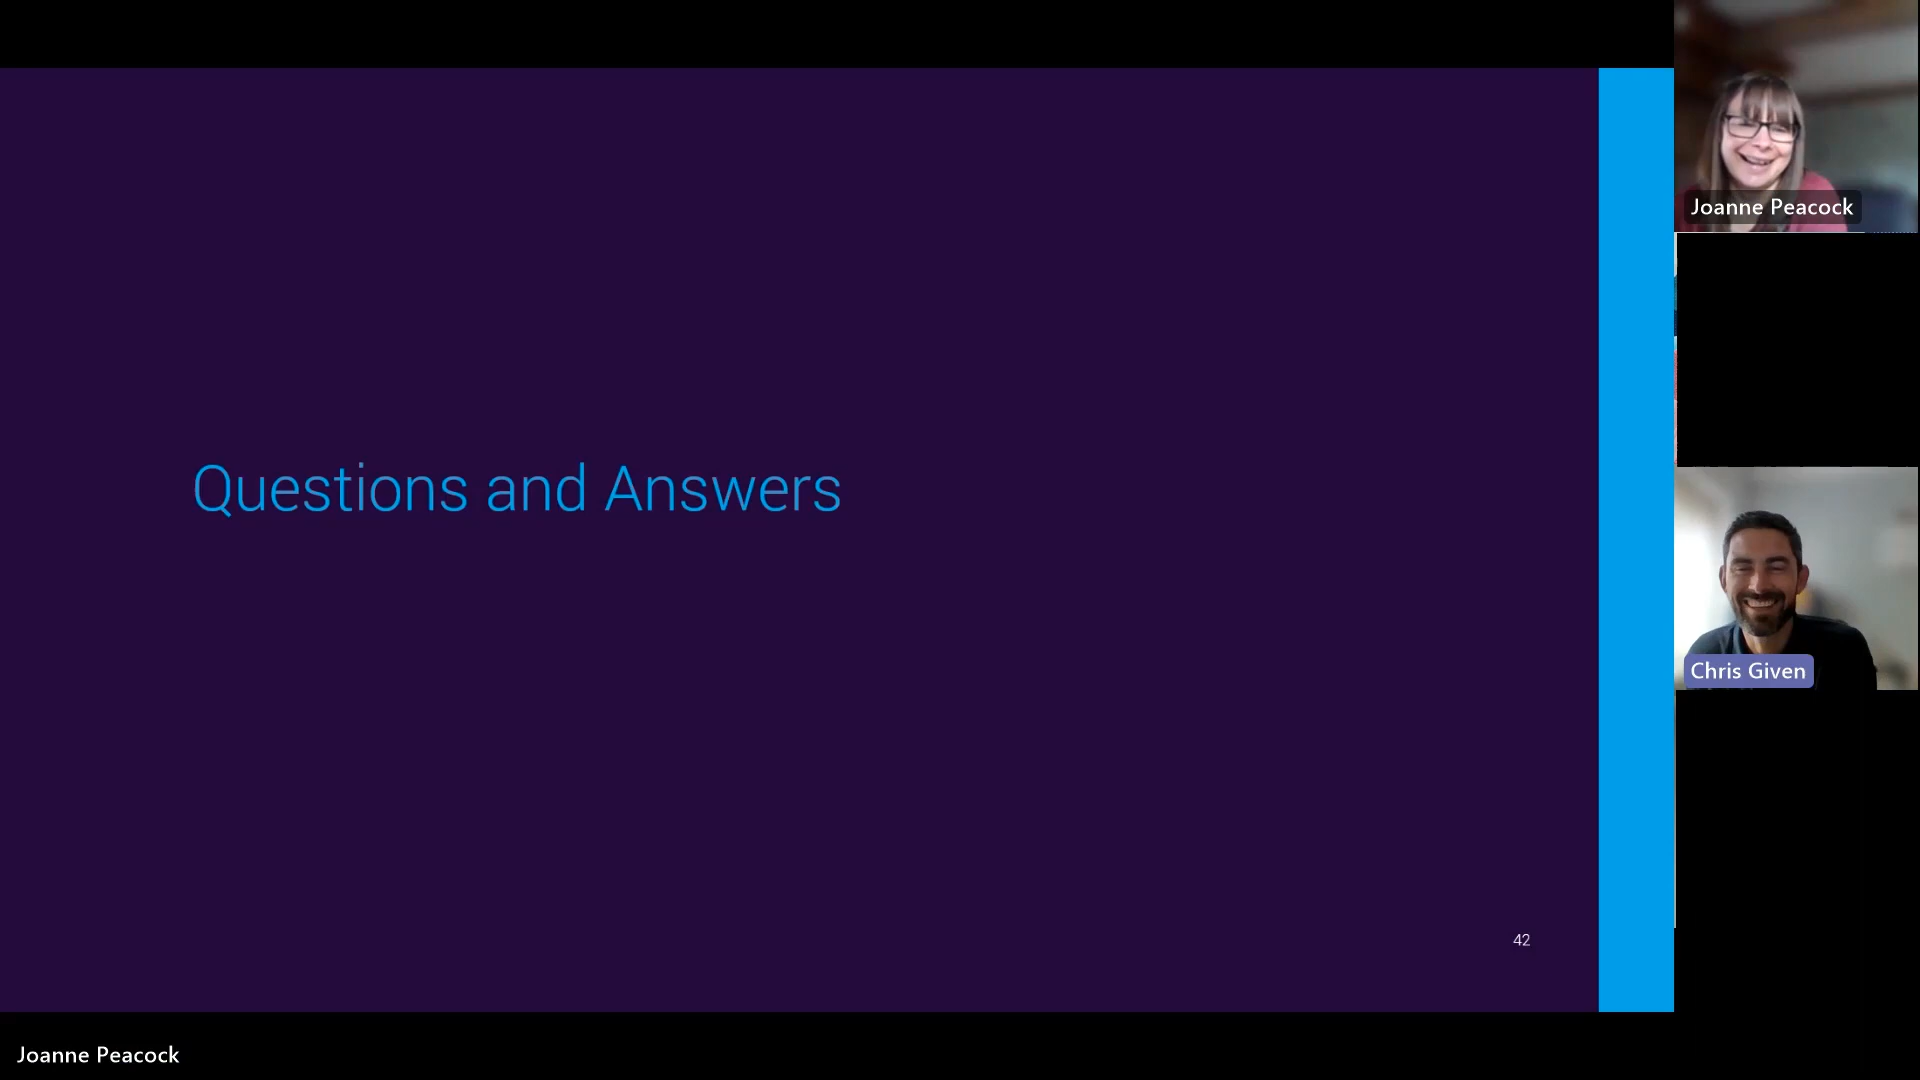 Joanne Peacock
Questions and Answers
Chris Given
42
Joanne Peacock